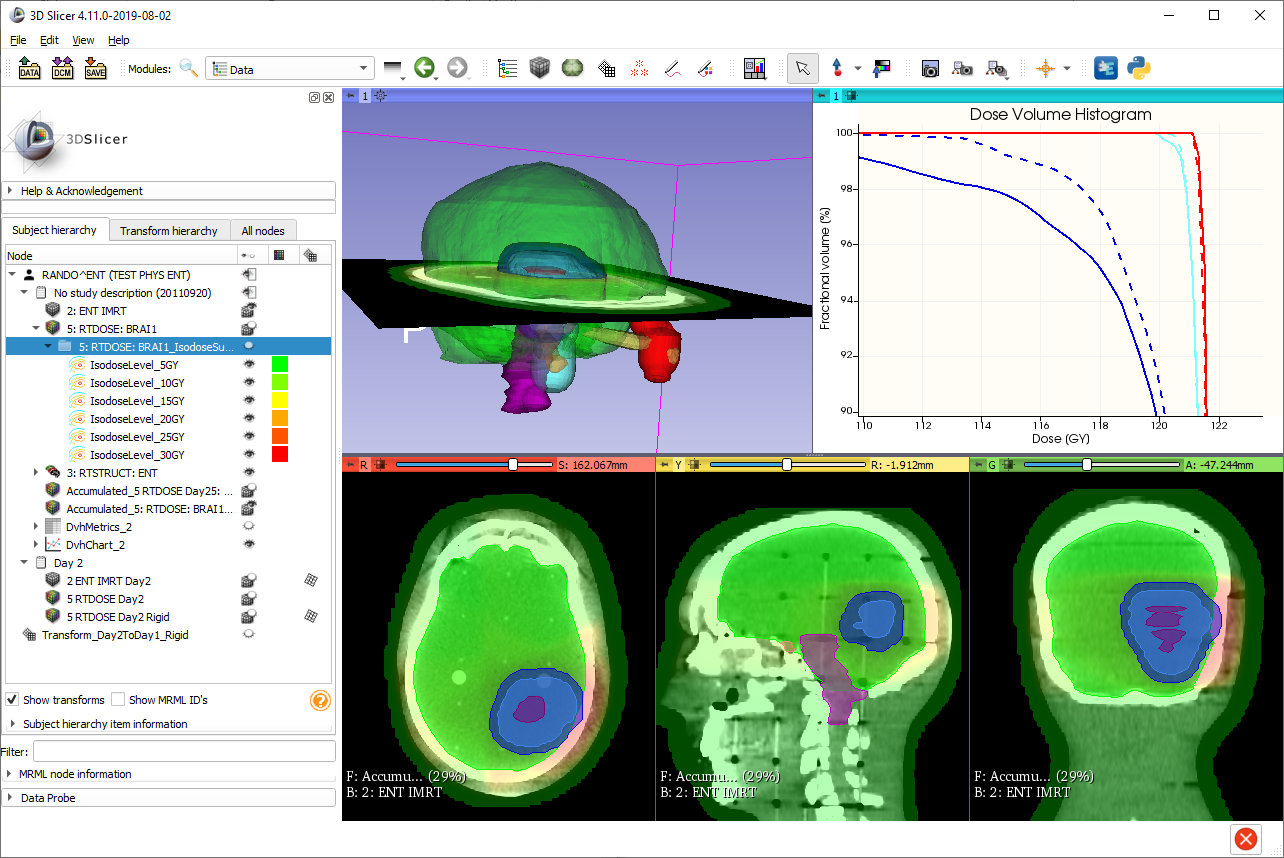 3D Slicer 4.11.0-2019-08-02
File Edit View Help
DATA DCM SAVE Modules: Data
3DSlicer
Help & Acknowledgement
Subject hierarchy Transform hierarchy All nodes
Node
RANDO^ENT (TEST PHYS ENT)
No study description (20110920)
2: ENT IMRT
5: RTDOSE: BRAI1
5: RTDOSE: BRAI1_IsodoseSu...
IsodoseLevel_5GY
IsodoseLevel_10GY
IsodoseLevel_15GY
IsodoseLevel_20GY
IsodoseLevel_25GY
IsodoseLevel_30GY
3: RTSTRUCT: ENT
Accumulated_5 RTDOSE Day25: ...
Accumulated_5: RTDOSE: BRAI1...
DvhMetrics_2
DvhChart_2
Day 2
2 ENT IMRT Day2
5 RTDOSE Day2
5 RTDOSE Day2 Rigid
Transform_Day2ToDay1_Rigid
Show transforms Show MRML ID's ?
Subject hierarchy item information
Filter:
MRML node information
Data Probe
1
P
1
Dose Volume Histogram
Fractional volume (%)
100
98
96
94
92
90
110 112 114 116 118 120 122
Dose (GY)
R S: 162.067mm
F: Accumu... (29%)
B: 2: ENT IMRT
Y R: -1.912mm
F: Accumu... (29%)
B: 2: ENT IMRT
G A: -47.244mm
F: Accumu... (29%)
B: 2: ENT IMRT